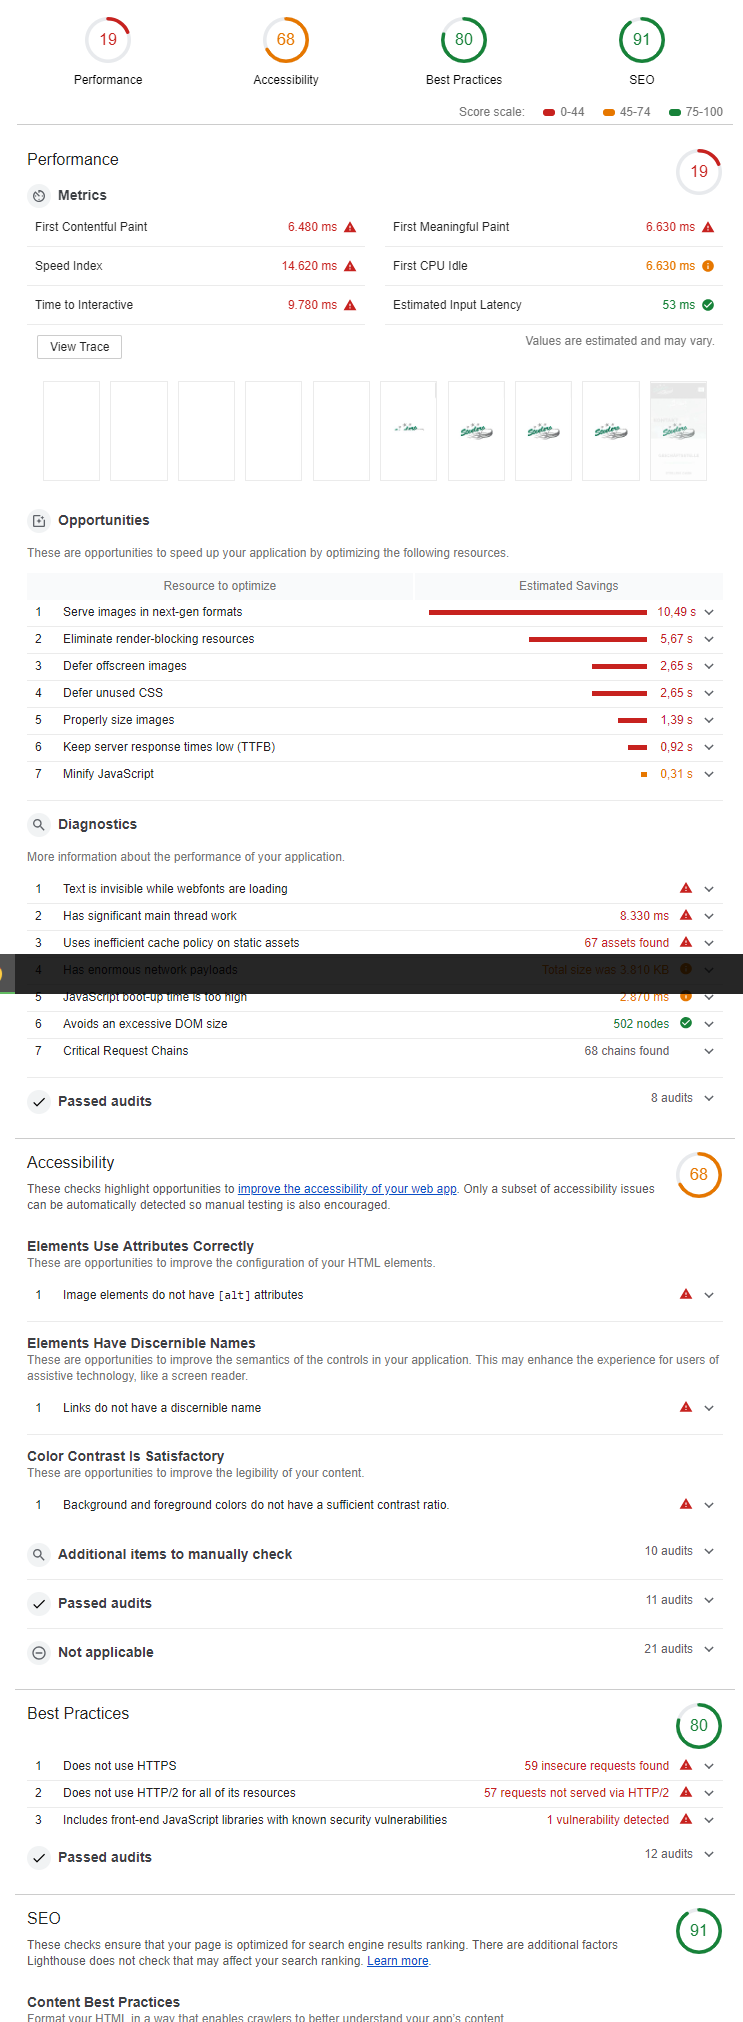 19 68 80 91
Performance Accessibility Best Practices SEO
Score scale: 0-44 45-74 75-100
Performance 19
Metrics
First Contentful Paint 6.480 ms First Meaningful Paint 6.630 ms
Speed Index 14.620 ms First CPU Idle 6.630 ms
Time to Interactive 9.780 ms Estimated Input Latency 53 ms
View Trace Values are estimated and may vary.
Opportunities
These are opportunities to speed up your application by optimizing the following resources.
Resource to optimize Estimated Savings
1 Serve images in next-gen formats 10,49 s
2 Eliminate render-blocking resources 5,67 s
3 Defer offscreen images 2,65 s
4 Defer unused CSS 2,65 s
5 Properly size images 1,39 s
6 Keep server response times low (TTFB) 0,92 s
7 Minify JavaScript 0,31 s
Diagnostics
More information about the performance of your application.
1 Text is invisible while webfonts are loading
2 Has significant main thread work 8.330 ms
3 Uses inefficient cache policy on static assets 67 assets found
4 Has enormous network payloads Total size was 3.810 KB
5 JavaScript boot-up time is too high 2.870 ms
6 Avoids an excessive DOM size 502 nodes
7 Critical Request Chains 68 chains found
Passed audits 8 audits
Accessibility 68
These checks highlight opportunities to improve the accessibility of your web app. Only a subset of accessibility issues
can be automatically detected so manual testing is also encouraged.
Elements Use Attributes Correctly
These are opportunities to improve the configuration of your HTML elements.
1 Image elements do not have [alt] attributes
Elements Have Discernible Names
These are opportunities to improve the semantics of the controls in your application. This may enhance the experience for users of
assistive technology, like a screen reader.
1 Links do not have a discernible name
Color Contrast Is Satisfactory
These are opportunities to improve the legibility of your content.
1 Background and foreground colors do not have a sufficient contrast ratio.
Additional items to manually check 10 audits
Passed audits 11 audits
Not applicable 21 audits
Best Practices 80
1 Does not use HTTPS 59 insecure requests found
2 Does not use HTTP/2 for all of its resources 57 requests not served via HTTP/2
3 Includes front-end JavaScript libraries with known security vulnerabilities 1 vulnerability detected
Passed audits 12 audits
SEO 91
These checks ensure that your page is optimized for search engine results ranking. There are additional factors
Lighthouse does not check that may affect your search ranking. Learn more.
Content Best Practices
Format your HTML in a way that enables crawlers to better understand your app's content.